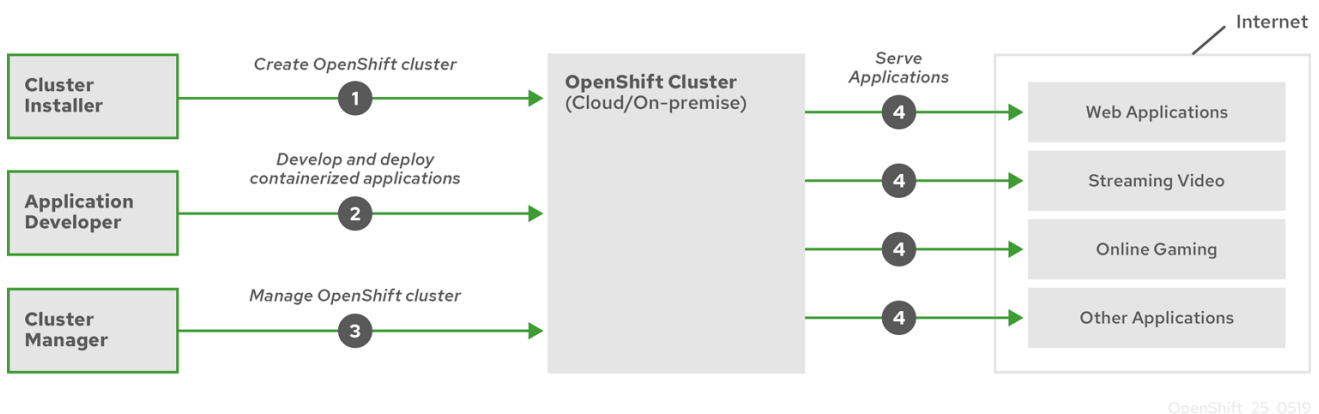 Internet
Cluster
Installer
Create OpenShift cluster
1
Application
Developer
Develop and deploy
containerized applications
2
Cluster
Manager
Manage OpenShift cluster
3
OpenShift Cluster
(Cloud/On-premise)
Serve
Applications
4
Web Applications
4
Streaming Video
4
Online Gaming
4
Other Applications
OpenShift_25_0519